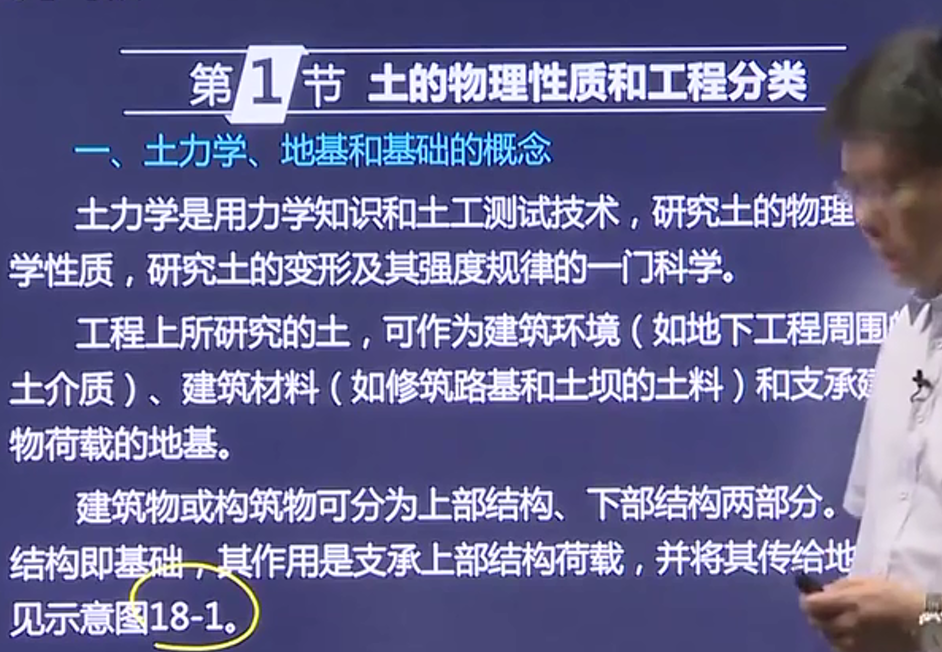 第1节 土的物理性质和工程分类
一、土力学、地基和基础的概念
土力学是用力学知识和土工测试技术，研究土的物理
学性质，研究土的变形及其强度规律的一门科学。
工程上所研究的土，可作为建筑环境（如地下工程周围
土介质）、建筑材料（如修筑路基和土坝的土料）和支承建
物荷载的地基。
建筑物或构筑物可分为上部结构、下部结构两部分。
结构即基础，其作用是支承上部结构荷载，并将其传给地
见示意图18-1。